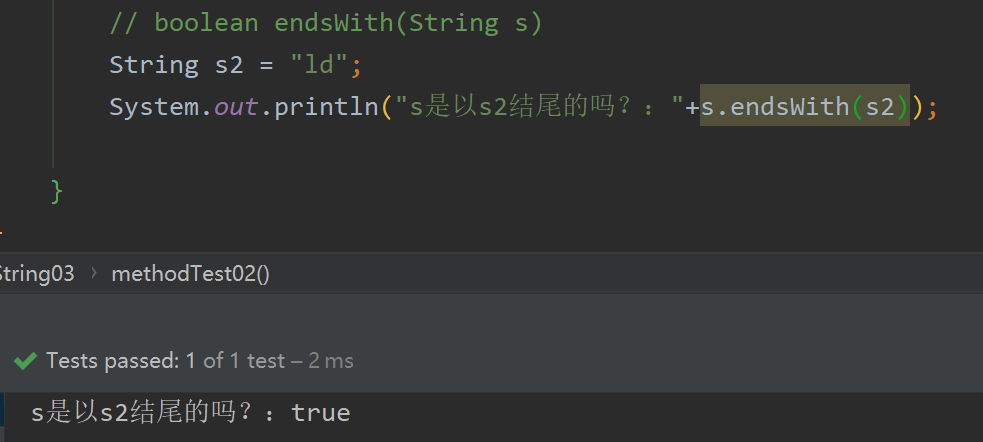 // boolean endsWith(String s)
String s2 = "ld";
System.out.println("s是以s2结尾的吗？："+s.endsWith(s2));
}
String03 › methodTest02()
Tests passed: 1 of 1 test – 2 ms
s是以s2结尾的吗？：true